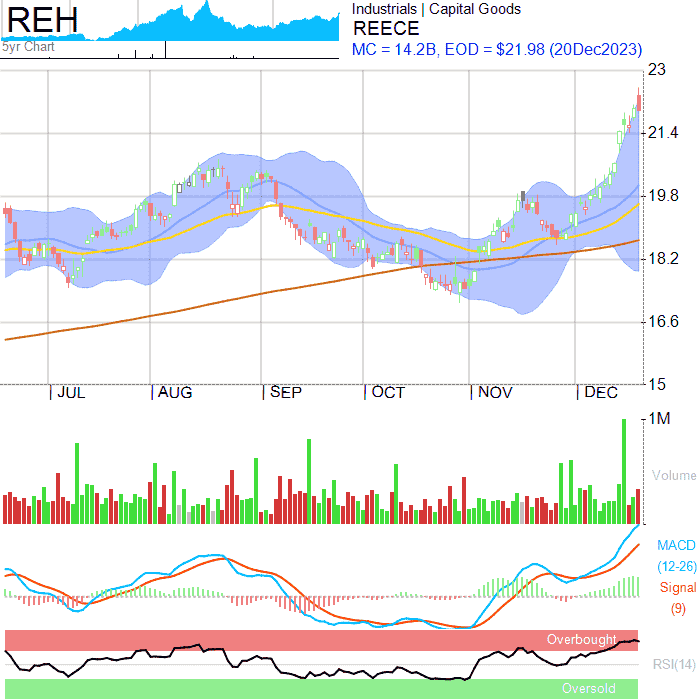 REH
5yr Chart
Industrials | Capital Goods
REECE
MC = 14.2B, EOD = $21.98 (20Dec2023)
23
21.4
19.8
18.2
16.6
15
JUL AUG SEP OCT NOV DEC
1M
Volume
MACD
(12-26)
Signal
(9)
Overbought
RSI(14)
Oversold